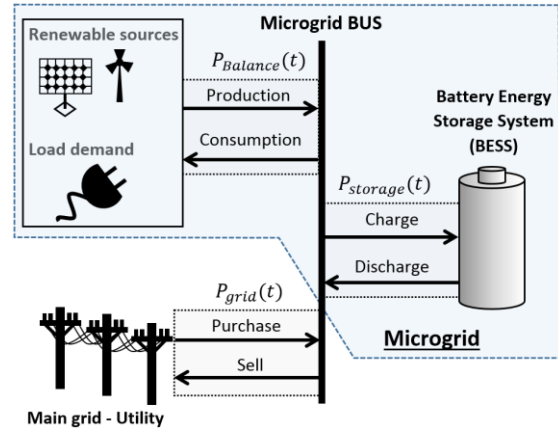 Microgrid BUS
Renewable sources
P_Balance(t)
Production
Consumption
Load demand
Battery Energy
Storage System
(BESS)
P_storage(t)
Charge
Discharge
P_grid(t)
Purchase
Sell
Microgrid
Main grid - Utility